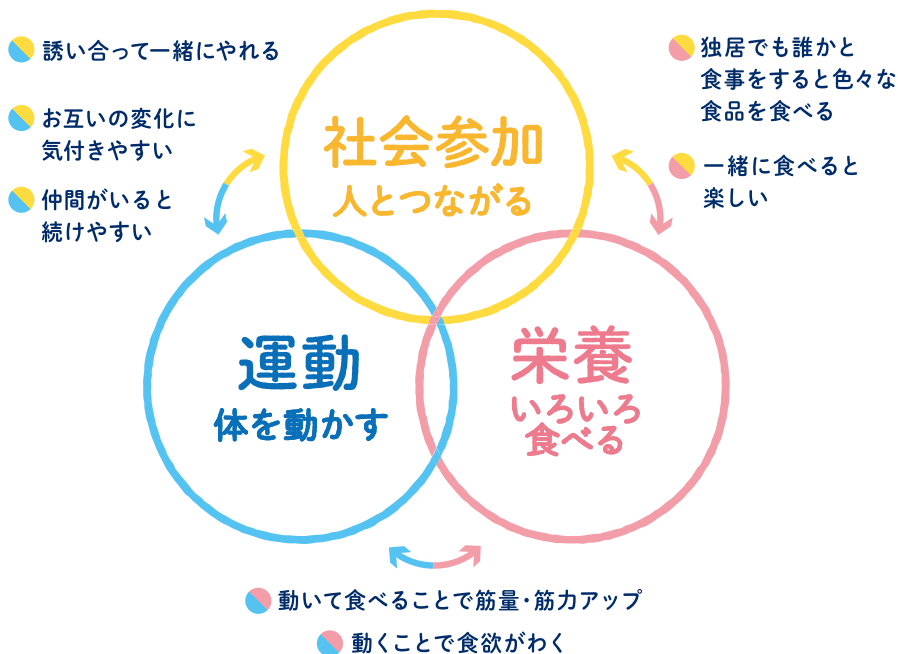 誘い合って一緒にやれる
お互いの変化に
気付きやすい
仲間がいると
続けやすい
独居でも誰かと
食事をすると色々な
食品を食べる
一緒に食べると
楽しい
社会参加
人とつながる
運動
体を動かす
栄養
いろいろ
食べる
動いて食べることで筋量・筋力アップ
動くことで食欲がわく